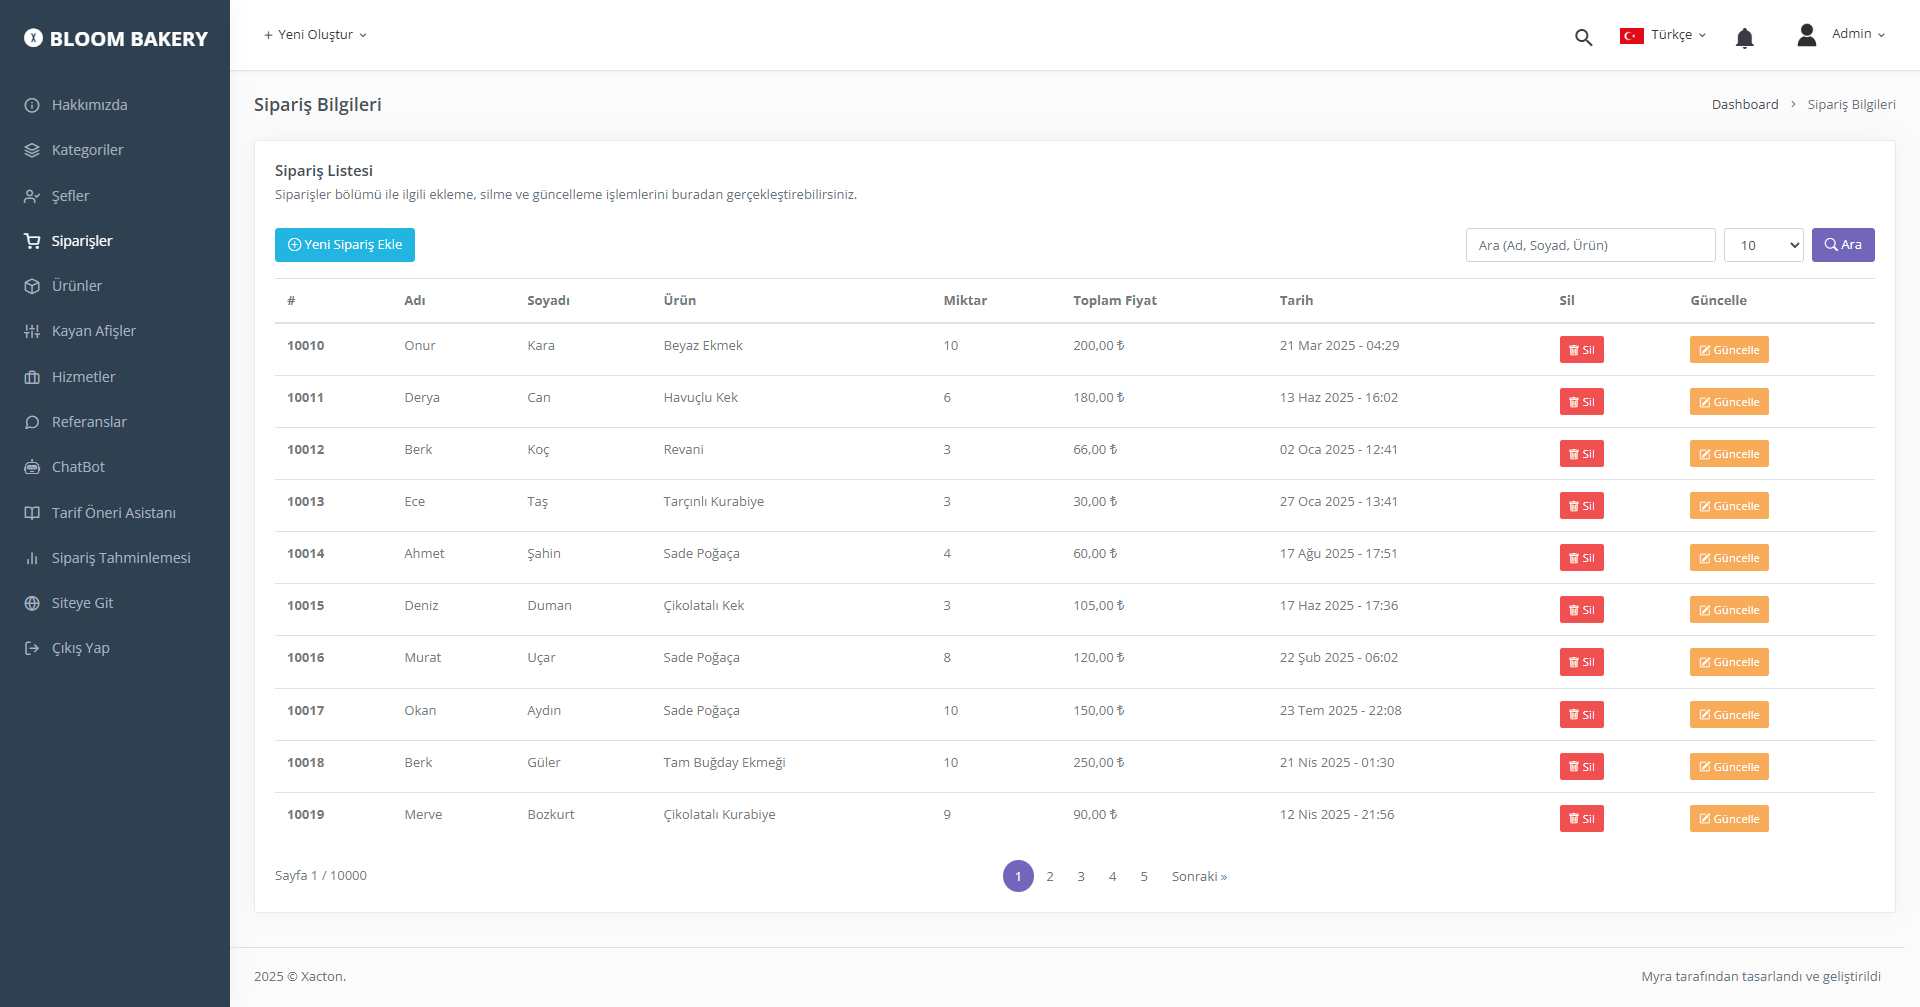 BLOOM BAKERY
Hakkımızda
Kategoriler
Şefler
Siparişler
Ürünler
Kayan Afişler
Hizmetler
Referanslar
ChatBot
Tarif Öneri Asistanı
Sipariş Tahminlemesi
Siteye Git
Çıkış Yap
+ Yeni Oluştur
Türkçe
Admin
Sipariş Bilgileri
Dashboard > Sipariş Bilgileri
Sipariş Listesi
Siparişler bölümü ile ilgili ekleme, silme ve güncelleme işlemlerini buradan gerçekleştirebilirsiniz.
Yeni Sipariş Ekle Ara (Ad, Soyad, Ürün) 10 Ara
# Adı Soyadı Ürün Miktar Toplam Fiyat Tarih Sil Güncelle
10010 Onur Kara Beyaz Ekmek 10 200,00 ₺ 21 Mar 2025 - 04:29 Sil Güncelle
10011 Derya Can Havuçlu Kek 6 180,00 ₺ 13 Haz 2025 - 16:02 Sil Güncelle
10012 Berk Koç Revani 3 66,00 ₺ 02 Oca 2025 - 12:41 Sil Güncelle
10013 Ece Taş Tarçınlı Kurabiye 3 30,00 ₺ 27 Oca 2025 - 13:41 Sil Güncelle
10014 Ahmet Şahin Sade Poğaça 4 60,00 ₺ 17 Ağu 2025 - 17:51 Sil Güncelle
10015 Deniz Duman Çikolatalı Kek 3 105,00 ₺ 17 Haz 2025 - 17:36 Sil Güncelle
10016 Murat Uçar Sade Poğaça 8 120,00 ₺ 22 Şub 2025 - 06:02 Sil Güncelle
10017 Okan Aydın Sade Poğaça 10 150,00 ₺ 23 Tem 2025 - 22:08 Sil Güncelle
10018 Berk Güler Tam Buğday Ekmeği 10 250,00 ₺ 21 Nis 2025 - 01:30 Sil Güncelle
10019 Merve Bozkurt Çikolatalı Kurabiye 9 90,00 ₺ 12 Nis 2025 - 21:56 Sil Güncelle
Sayfa 1 / 10000 1 2 3 4 5 Sonraki »
2025 © Xacton. Myra tarafından tasarlandı ve geliştirildi